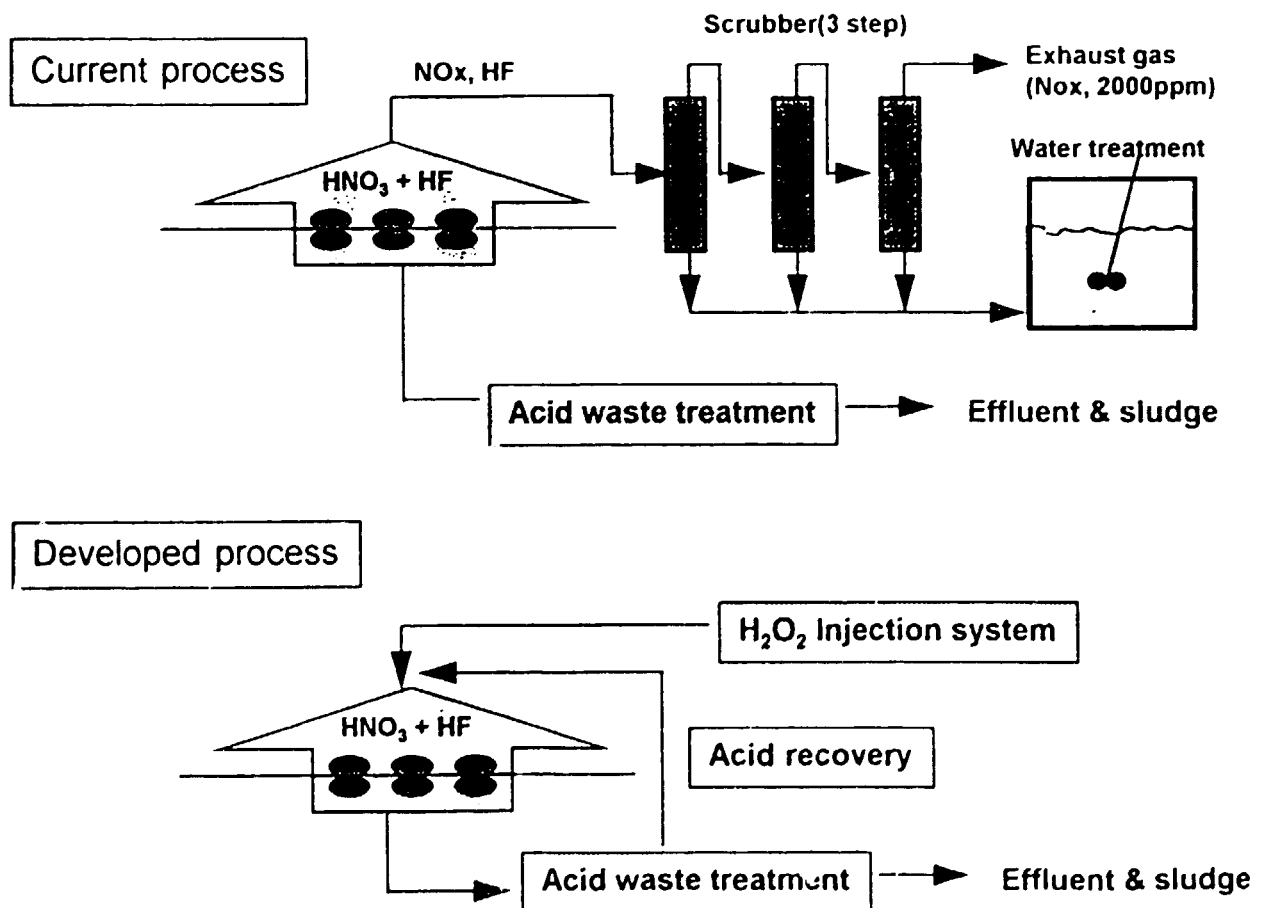 Scrubber(3 step)
Current process
NOx, HF
Exhaust gas
(Nox, 2000ppm)
Water treatment
HNO₃ + HF
Acid waste treatment
Effluent & sludge
Developed process
H₂O₂ Injection system
HNO₃ + HF
Acid recovery
Acid waste treatment
Effluent & sludge